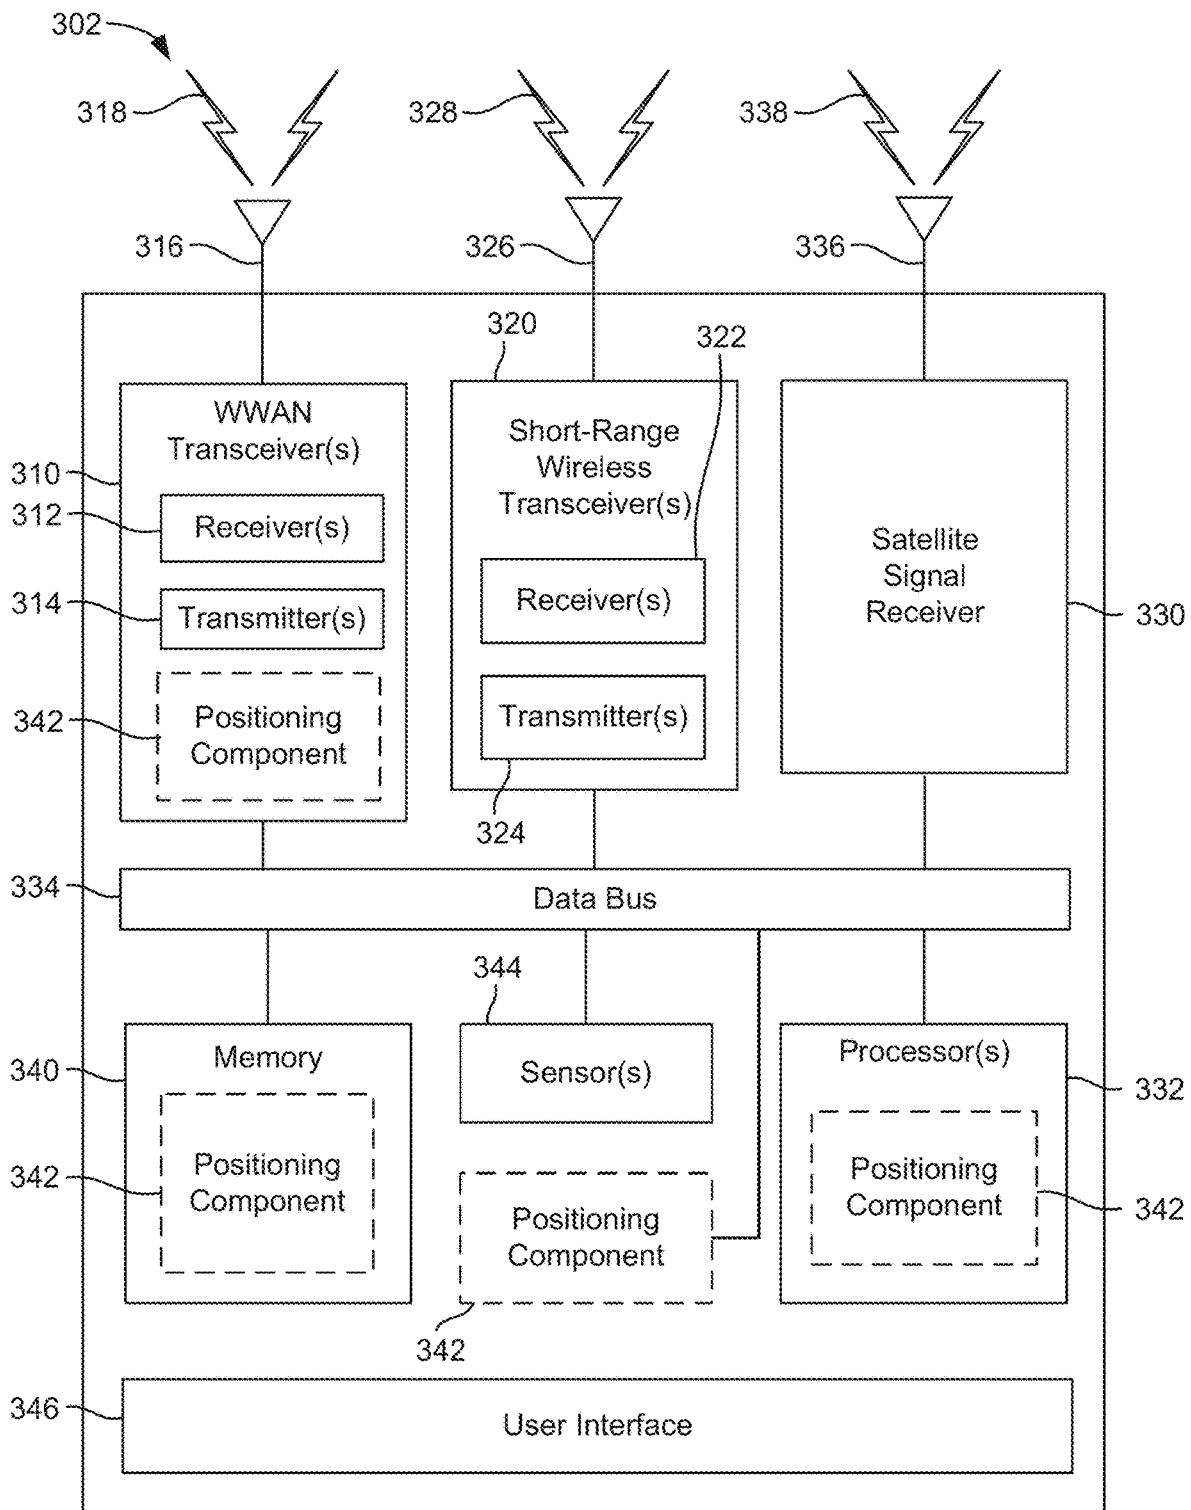 302
318
328
338
316
326
336
320
322
WWAN
Transceiver(s)
Short-Range
Wireless
Transceiver(s)
310
312
Receiver(s)
Satellite
Signal
Receiver
314
Transmitter(s)
Receiver(s)
330
342
Positioning
Component
Transmitter(s)
324
334
Data Bus
344
340
Memory
Sensor(s)
Processor(s)
332
342
Positioning
Component
Positioning
Component
342
Positioning
Component
342
346
User Interface